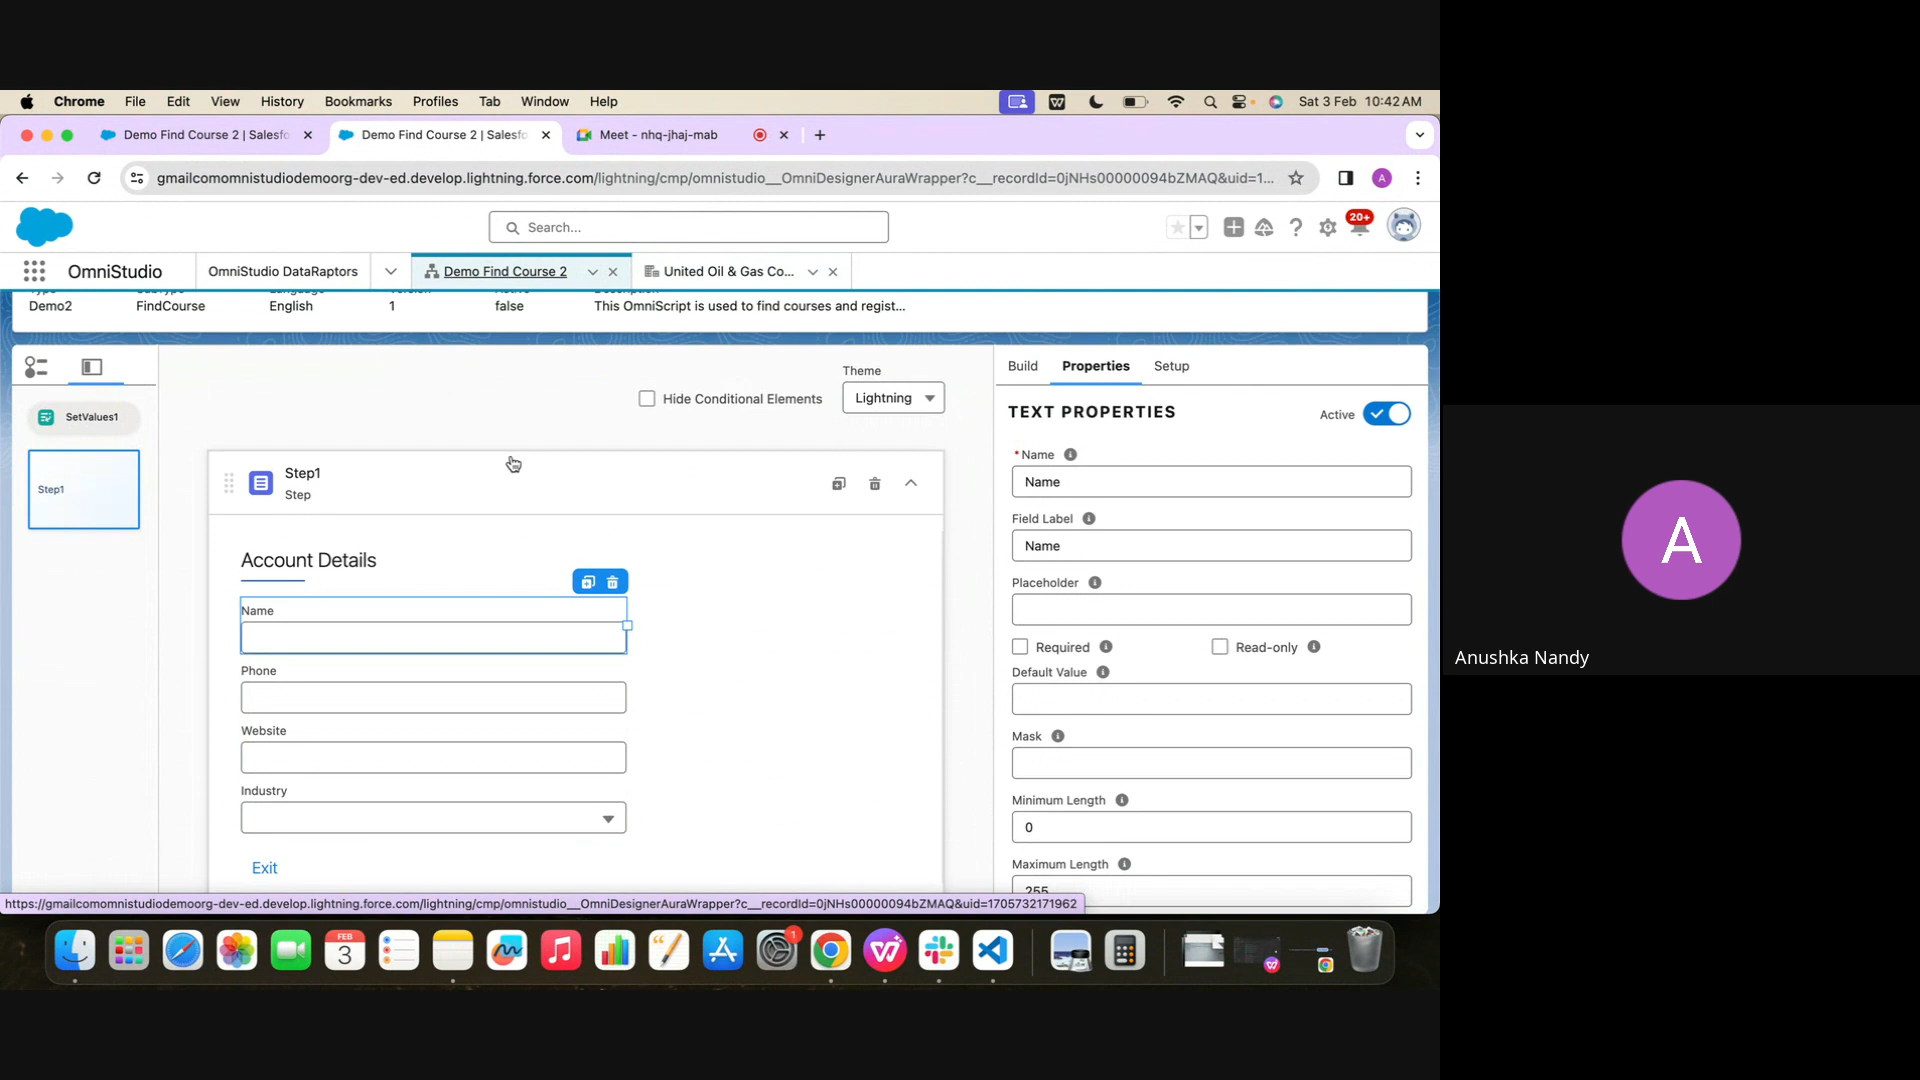 Chrome File Edit View History Bookmarks Profiles Tab Window Help
Sat 3 Feb 10:42 AM
Demo Find Course 2 | Salesfo
Demo Find Course 2 | Salesfo
Meet - nhq-jhaj-mab
gmailcomomnistudiodemoorg-dev-ed.develop.lightning.force.com/lightning/cmp/omnistudio__OmniDesignerAuraWrapper?c__recordId=0jNHs00000094bZMAQ&uid=1...
A
Search...
20+
OmniStudio
OmniStudio DataRaptors
Demo Find Course 2
United Oil & Gas Co...
Demo2 FindCourse English 1 false This OmniScript is used to find courses and regist...
Theme
Hide Conditional Elements
Lightning
SetValues1
Step1
Step1
Step
Account Details
Name
Phone
Website
Industry
Exit
Build Properties Setup
TEXT PROPERTIES
Active
*Name
Name
Field Label
Name
Placeholder
Required
Read-only
Default Value
Mask
Minimum Length
0
Maximum Length
255
https://gmailcomomnistudiodemoorg-dev-ed.develop.lightning.force.com/lightning/cmp/omnistudio__OmniDesignerAuraWrapper?c__recordId=0jNHs00000094bZMAQ&uid=1705732171962
FEB
3
1
A
Anushka Nandy